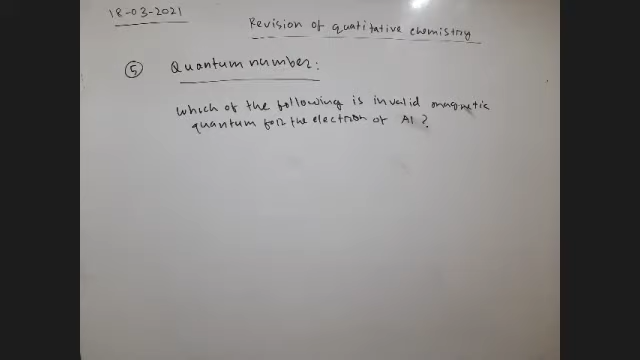 18-03-2021
Revision of quatitative chemistry
⑤ Quantum number:
Which of the following is invalid magnetic
quantum for the electron of Al?